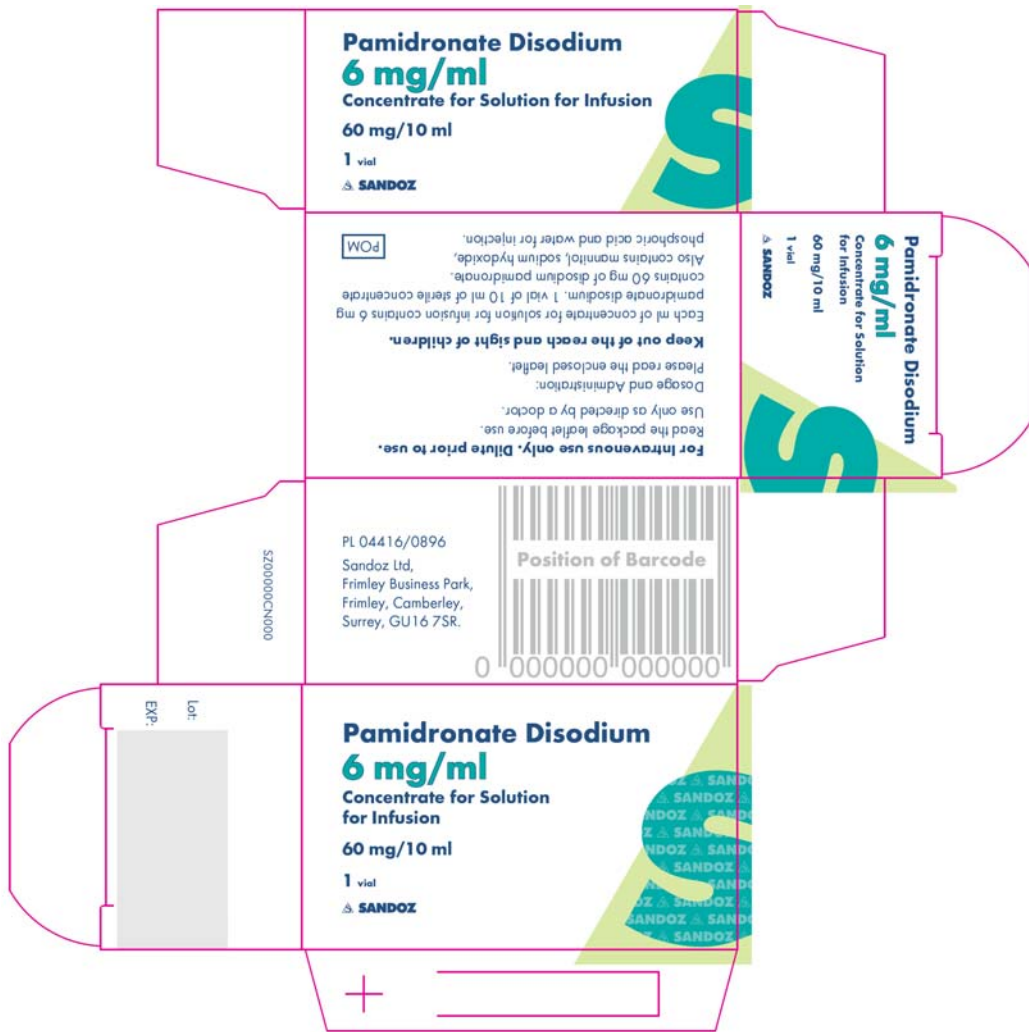 Pamidronate Disodium
6 mg/ml
Concentrate for Solution for Infusion
60 mg/10 ml
1 vial
SANDOZ
S
For Intravenous use only. Dilute prior to use.
Read the package leaflet before use.
Use only as directed by a doctor.
Dosage and Administration:
Please read the enclosed leaflet.
Keep out of the reach and sight of children.
Each ml of concentrate for solution for infusion contains 6 mg
pamidronate disodium. 1 vial of 10 ml of sterile concentrate
contains 60 mg of disodium pamidronate.
Also contains mannitol, sodium hydroxide,
phosphoric acid and water for injection.
POM
Pamidronate Disodium
6 mg/ml
Concentrate for Solution
for Infusion
60 mg/10 ml
1 vial
SANDOZ
S
SZ00000CN000
PL 04416/0896
Sandoz Ltd,
Frimley Business Park,
Frimley, Camberley,
Surrey, GU16 7SR.
Position of Barcode
0 000000 000000
Lot:
EXP:
Pamidronate Disodium
6 mg/ml
Concentrate for Solution
for Infusion
60 mg/10 ml
1 vial
SANDOZ
S
SANDOZ
SANDOZ
SANDOZ
SANDOZ
SANDOZ
SANDOZ